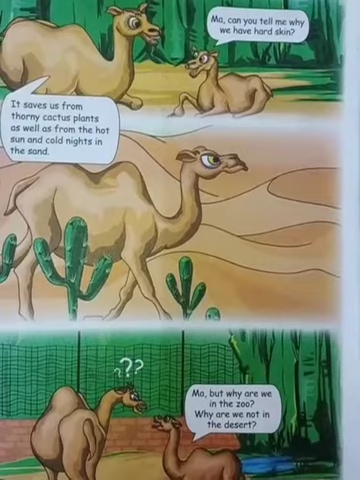 Ma, can you tell me why
we have hard skin?
It saves us from
thorny cactus plants
as well as from the hot
sun and cold nights in
the sand.
???
Ma, but why are we
in the zoo?
Why are we not in
the desert?